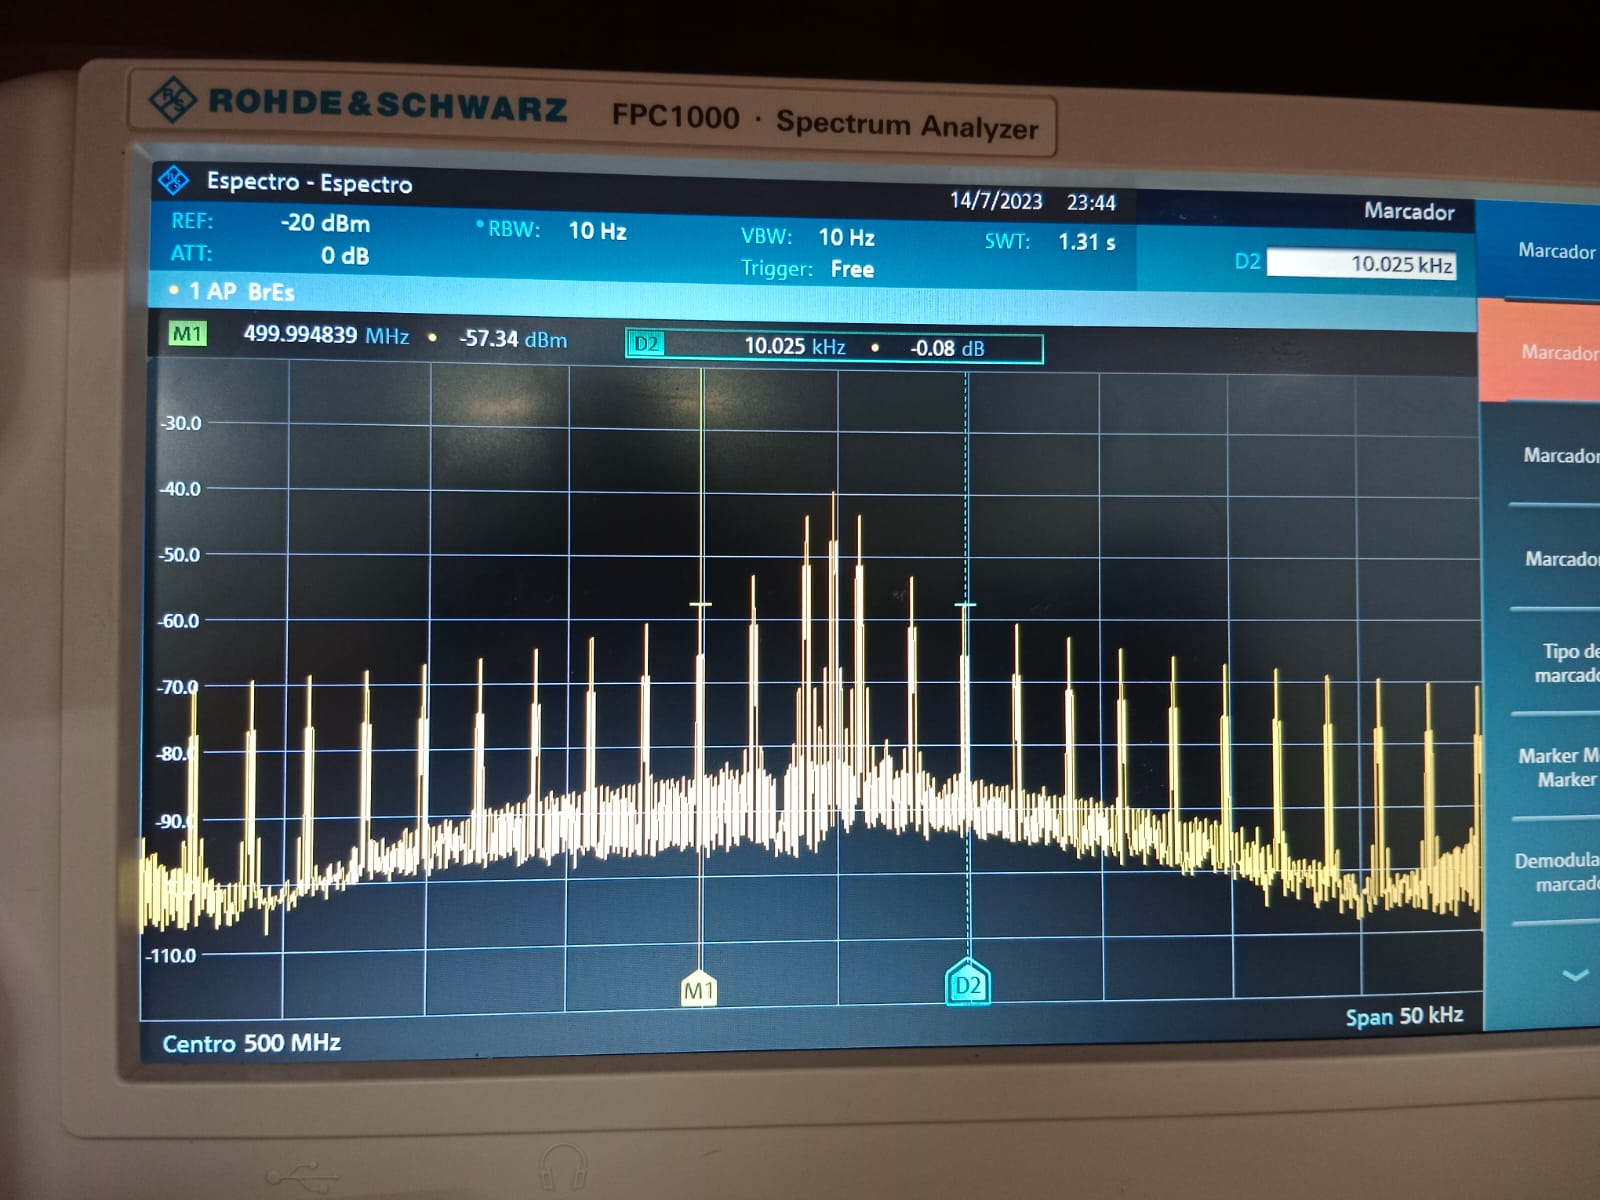 ROHDE & SCHWARZ FPC1000 · Spectrum Analyzer
Espectro - Espectro 14/7/2023 23:44 Marcador
REF: -20 dBm • RBW: 10 Hz VBW: 10 Hz SWT: 1.31 s
ATT: 0 dB Trigger: Free
D2 10.025 kHz
• 1 AP BrEs
M1 499.994839 MHz • -57.34 dBm D2 10.025 kHz • -0.08 dB
-30.0
-40.0
-50.0
-60.0
-70.0
-80.0
-90.0
-110.0
M1 D2
Centro 500 MHz Span 50 kHz
Marcador
Marcador
Marcador
Marcado
Tipo de
marcado
Marker M
Marker
Demodula
marcado